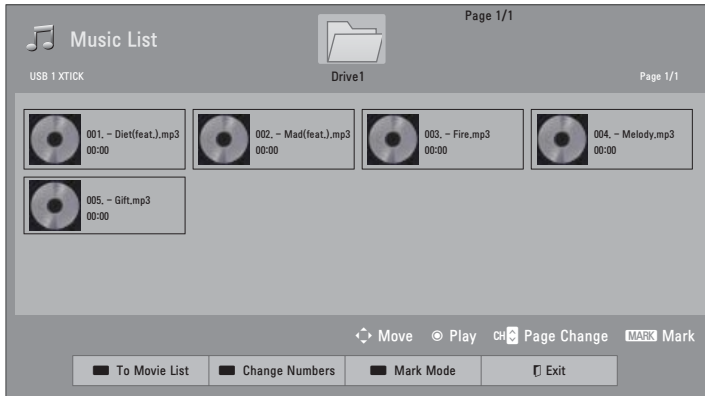 Page 1/1
Music List
USB 1 XTICK
Drive1
Page 1/1
001. - Diet(feat.).mp3
00:00
002. - Mad(feat.).mp3
00:00
003. - Fire.mp3
00:00
004. - Melody.mp3
00:00
005. - Gift.mp3
00:00
Move
Play
CH Page Change
MARK Mark
To Movie List
Change Numbers
Mark Mode
Exit